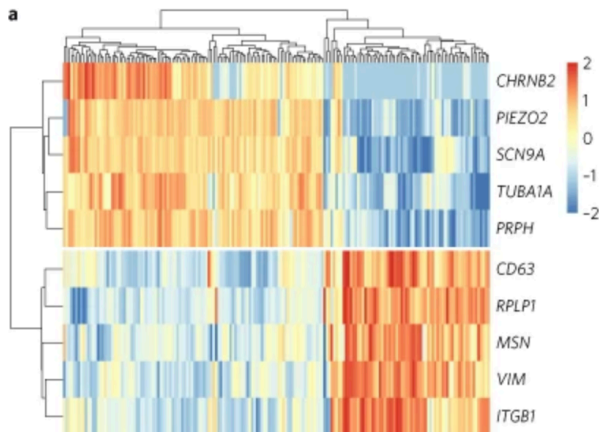 a
CHRNB2
PIEZO2
SCN9A
TUBA1A
PRPH
CD63
RPLP1
MSN
VIM
ITGB1
2
1
0
-1
-2